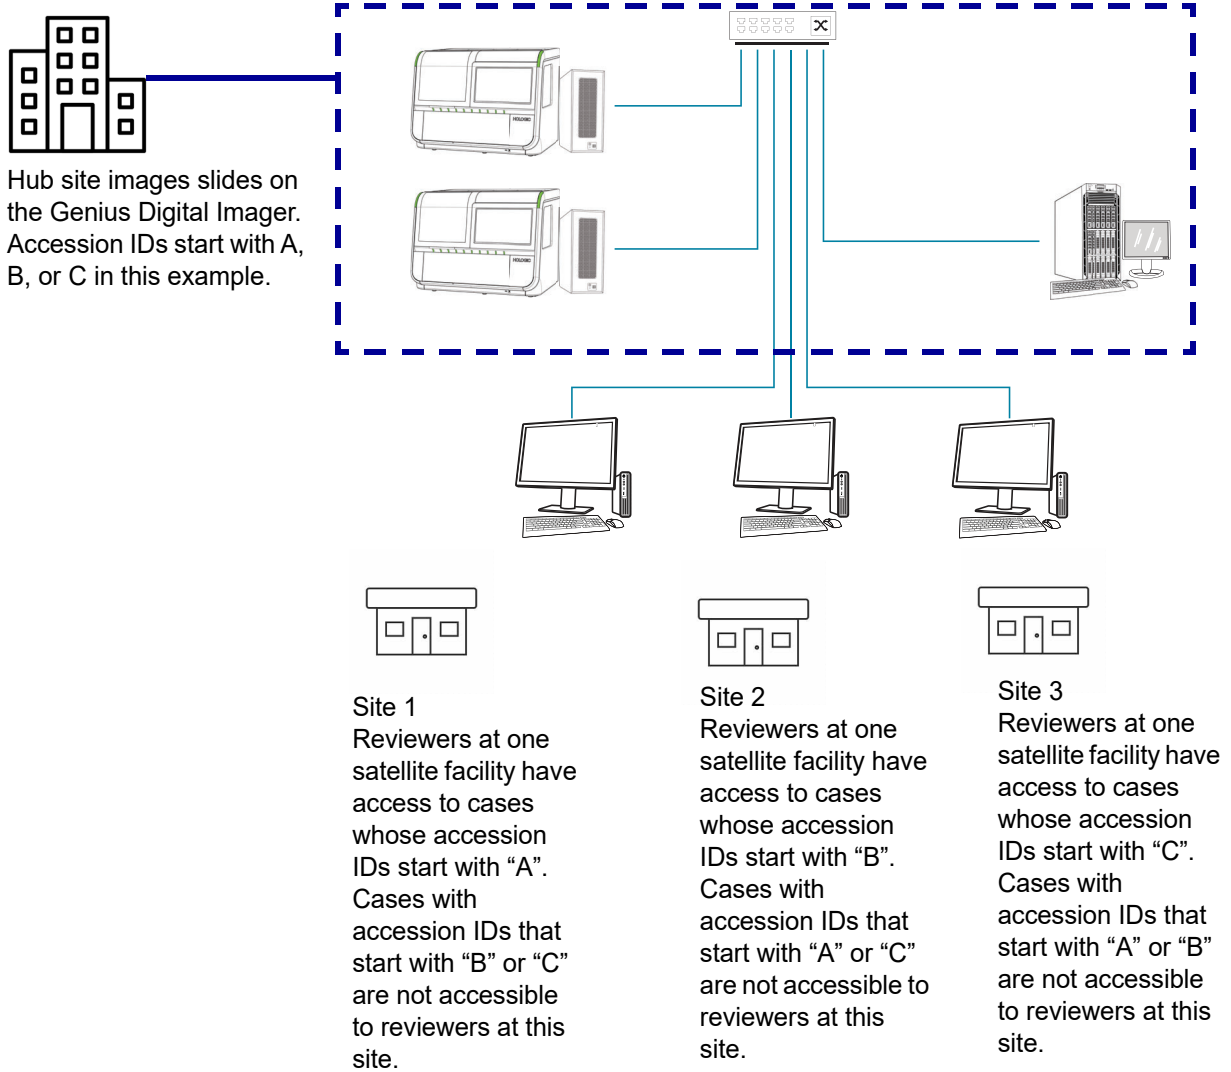 HOLOGIC
HOLOGIC
Hub site images slides on
the Genius Digital Imager.
Accession IDs start with A,
B, or C in this example.
Site 1
Reviewers at one
satellite facility have
access to cases
whose accession
IDs start with “A”.
Cases with
accession IDs that
start with “B” or “C”
are not accessible
to reviewers at this
site.
Site 2
Reviewers at one
satellite facility have
access to cases
whose accession
IDs start with “B”.
Cases with
accession IDs that
start with “A” or “C”
are not accessible to
reviewers at this
site.
Site 3
Reviewers at one
satellite facility have
access to cases
whose accession
IDs start with “C”.
Cases with
accession IDs that
start with “A” or “B”
are not accessible
to reviewers at this
site.